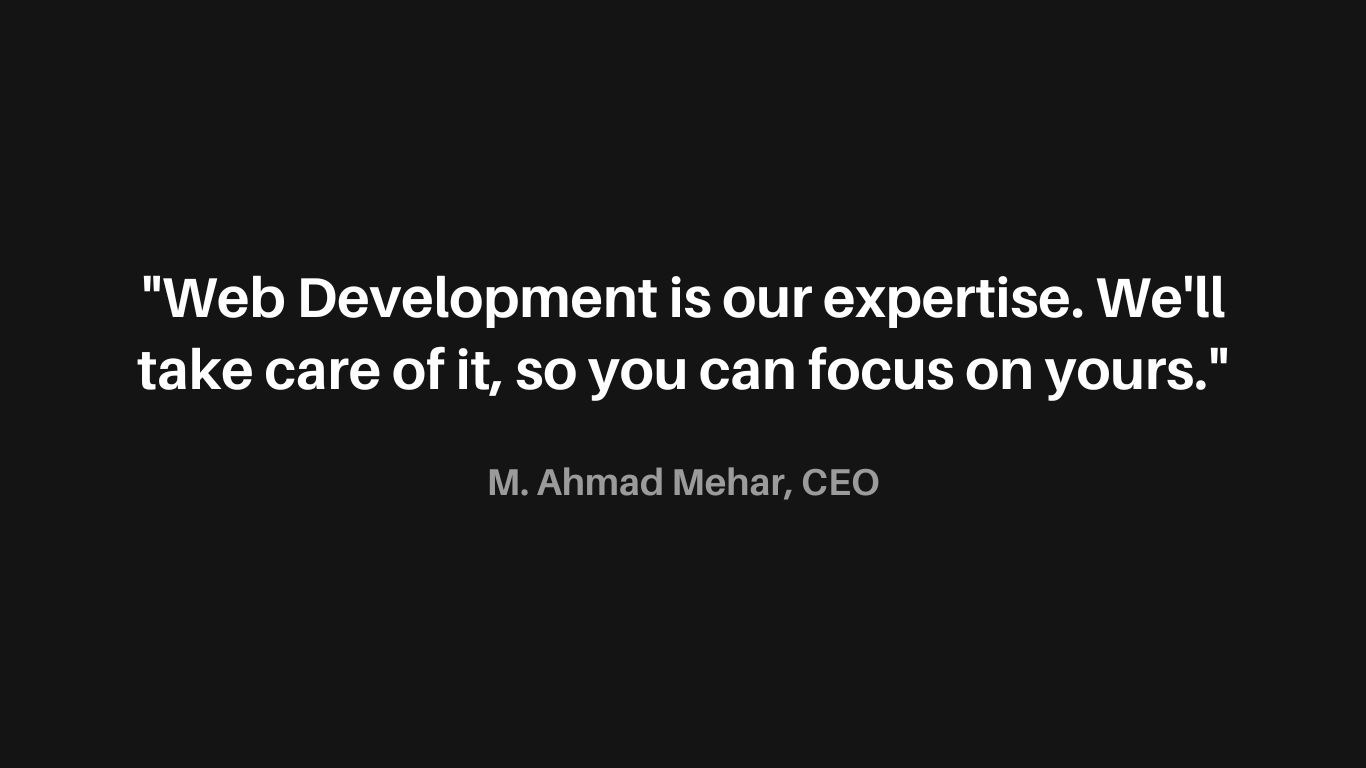 "Web Development is our expertise. We'll
take care of it, so you can focus on yours."
M. Ahmad Mehar, CEO